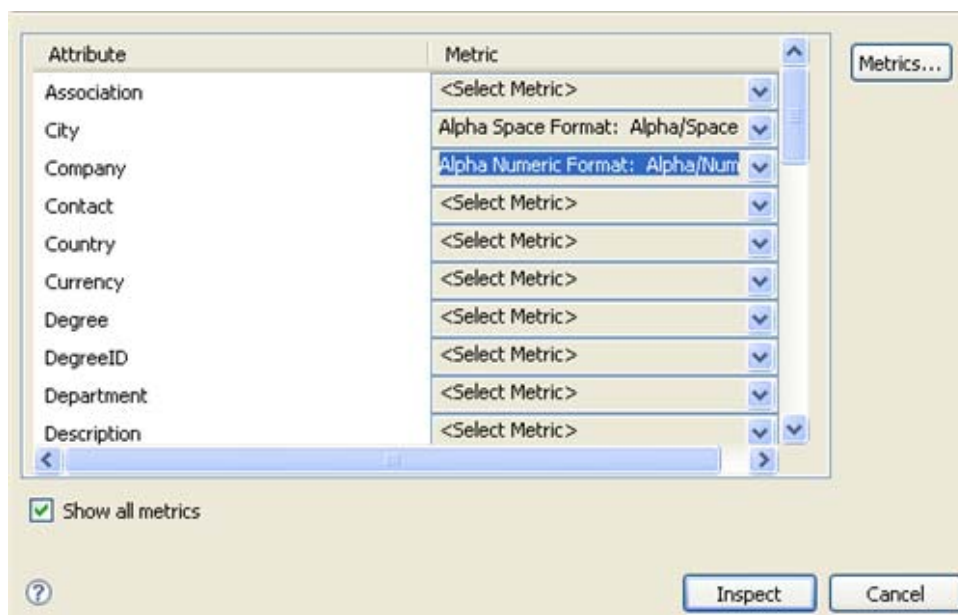 Attribute Metric
Metrics...
Association <Select Metric>
City Alpha Space Format: Alpha/Space
Company Alpha Numeric Format: Alpha/Num
Contact <Select Metric>
Country <Select Metric>
Currency <Select Metric>
Degree <Select Metric>
DegreeID <Select Metric>
Department <Select Metric>
Description <Select Metric>
Show all metrics
? Inspect Cancel